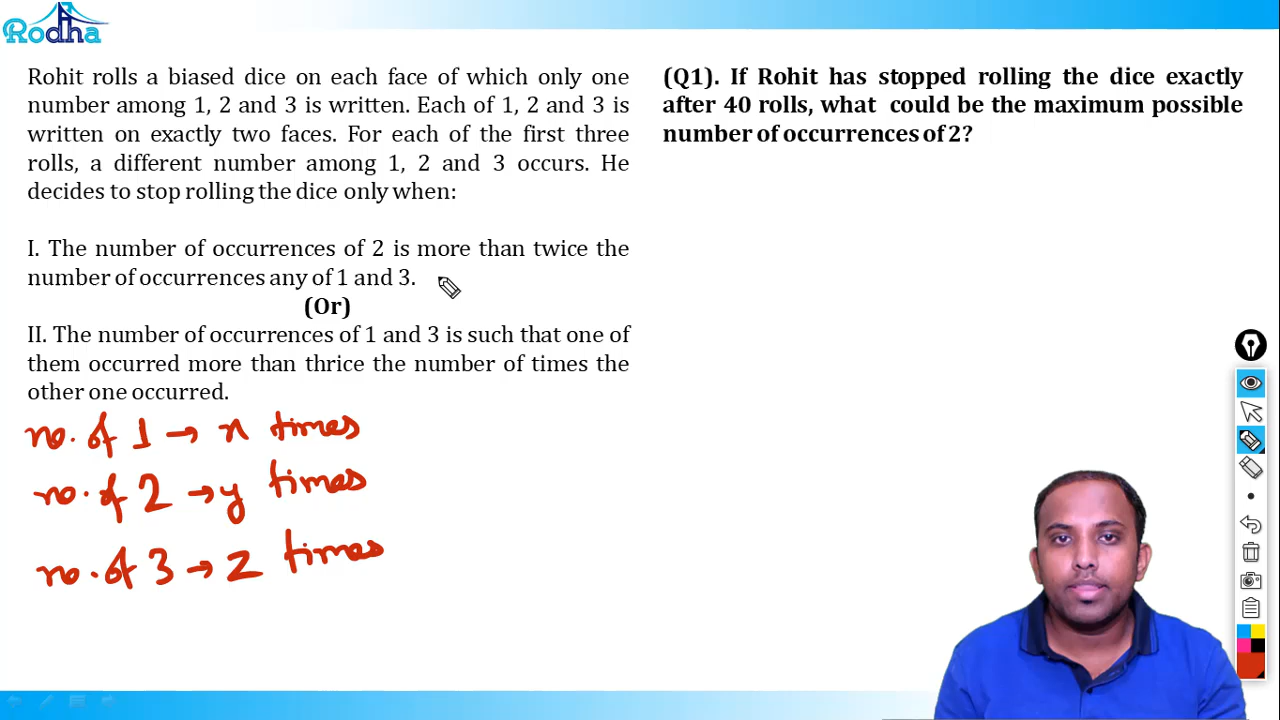 Rodha
Rohit rolls a biased dice on each face of which only one
number among 1, 2 and 3 is written. Each of 1, 2 and 3 is
written on exactly two faces. For each of the first three
rolls, a different number among 1, 2 and 3 occurs. He
decides to stop rolling the dice only when:
I. The number of occurrences of 2 is more than twice the
number of occurrences any of 1 and 3.
(Or)
II. The number of occurrences of 1 and 3 is such that one of
them occurred more than thrice the number of times the
other one occurred.
no. of 1 → x times
no. of 2 → y times
no. of 3 → z times
(Q1). If Rohit has stopped rolling the dice exactly
after 40 rolls, what could be the maximum possible
number of occurrences of 2?